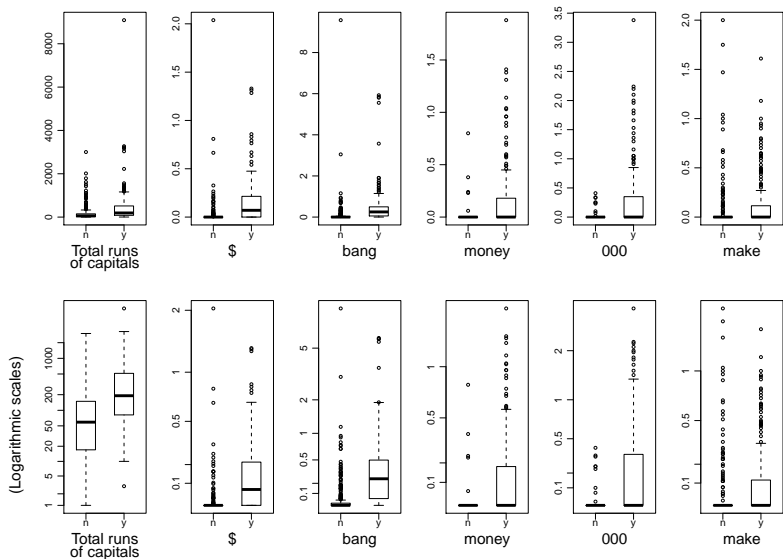 8000
6000
4000
2000
0
n y
Total runs
of capitals
2.0
1.5
1.0
0.5
0.0
n y
$
8
6
4
2
0
n y
bang
1.5
1.0
0.5
0.0
n y
money
3.5
3.0
2.5
2.0
1.5
1.0
0.5
0.0
n y
000
2.0
1.5
1.0
0.5
0.0
n y
make
(Logarithmic scales)
1000
200
50
20
5
1
n y
Total runs
of capitals
2
1
0.5
0.1
n y
$
5
2
1
0.5
0.1
n y
bang
1
0.5
0.1
n y
money
2
1
0.5
0.1
n y
000
1
0.5
0.1
n y
make